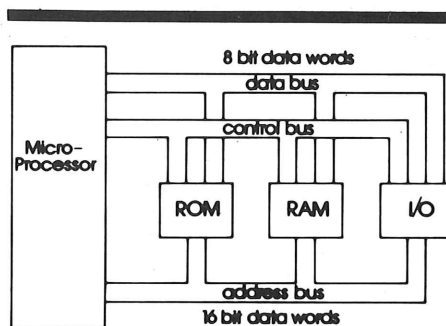 8 bit data words
data bus
control bus
Micro-
Processor
ROM
RAM
I/O
address bus
16 bit data words